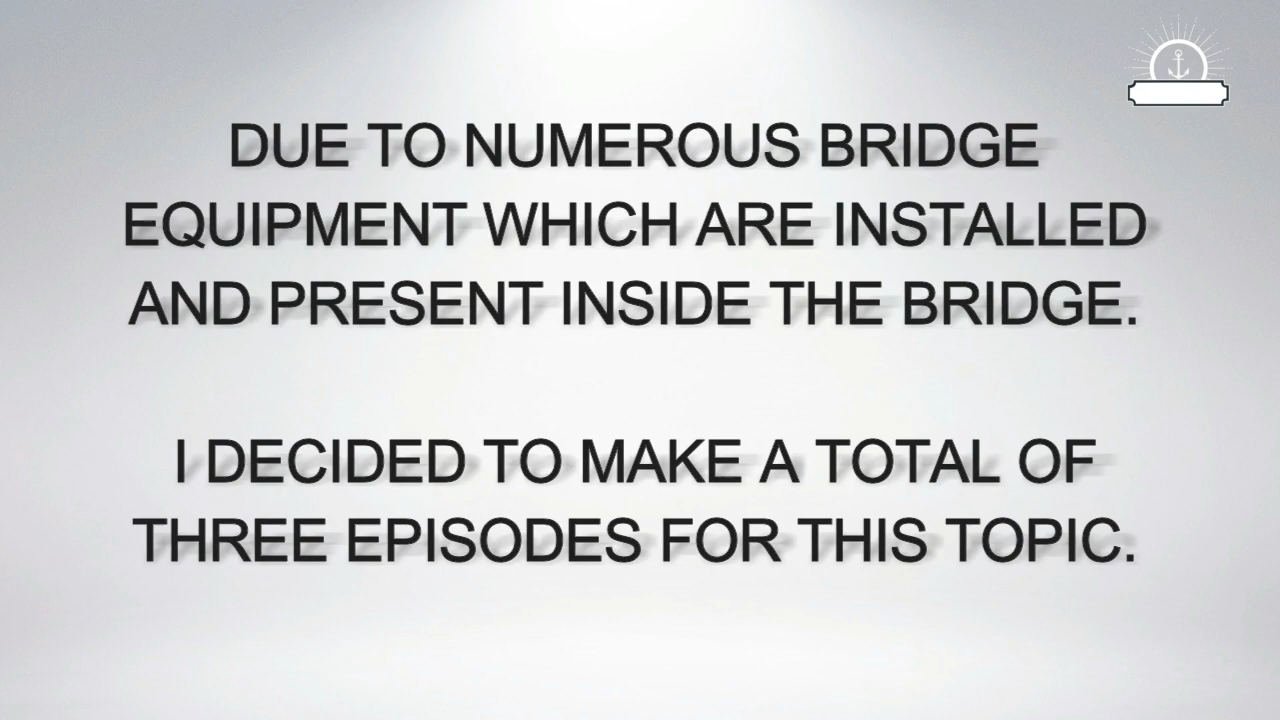 DUE TO NUMEROUS BRIDGE
EQUIPMENT WHICH ARE INSTALLED
AND PRESENT INSIDE THE BRIDGE.
I DECIDED TO MAKE A TOTAL OF
THREE EPISODES FOR THIS TOPIC.